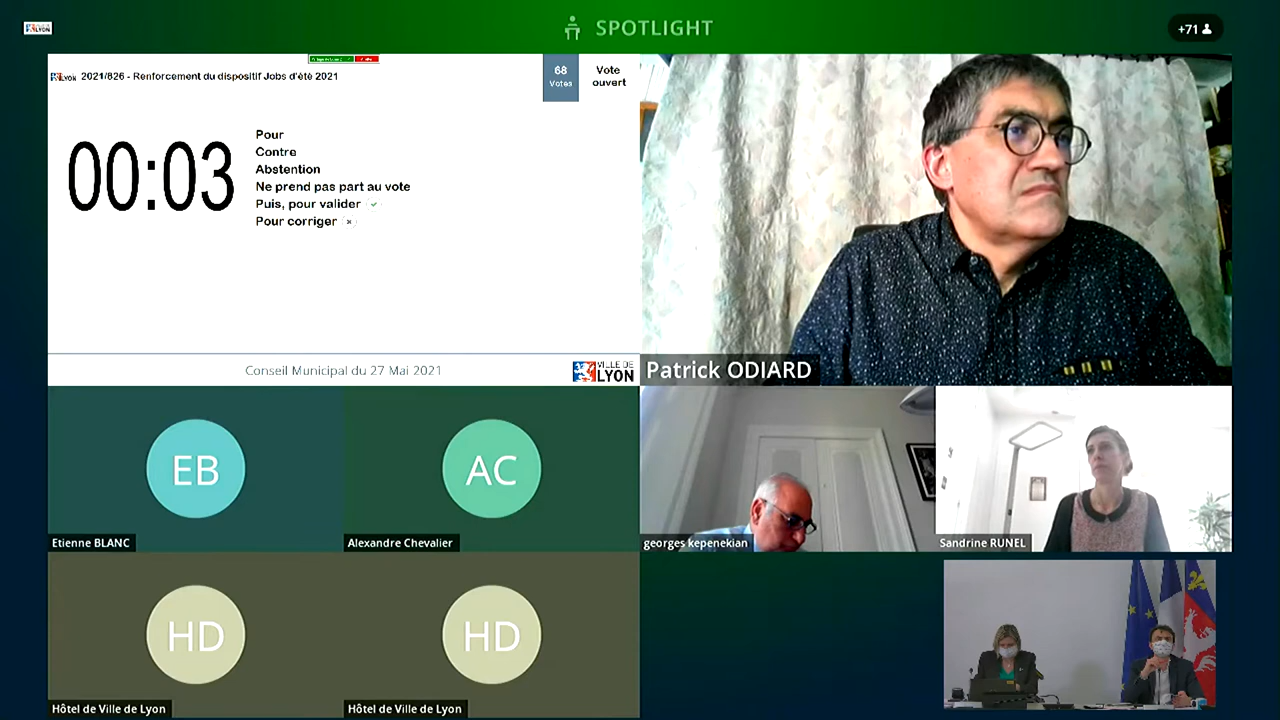 SPOTLIGHT
+71
LYON
2021/826 - Renforcement du dispositif Jobs d'été 2021
68
Votes
Vote
ouvert
00:03
Pour
Contre
Abstention
Ne prend pas part au vote
Puis, pour valider
Pour corriger
Conseil Municipal du 27 Mai 2021
VILLE DE
LYON
Patrick ODIARD
EB
AC
Etienne BLANC
Alexandre Chevalier
georges kepenekian
Sandrine RUNEL
HD
HD
Hôtel de Ville de Lyon
Hôtel de Ville de Lyon